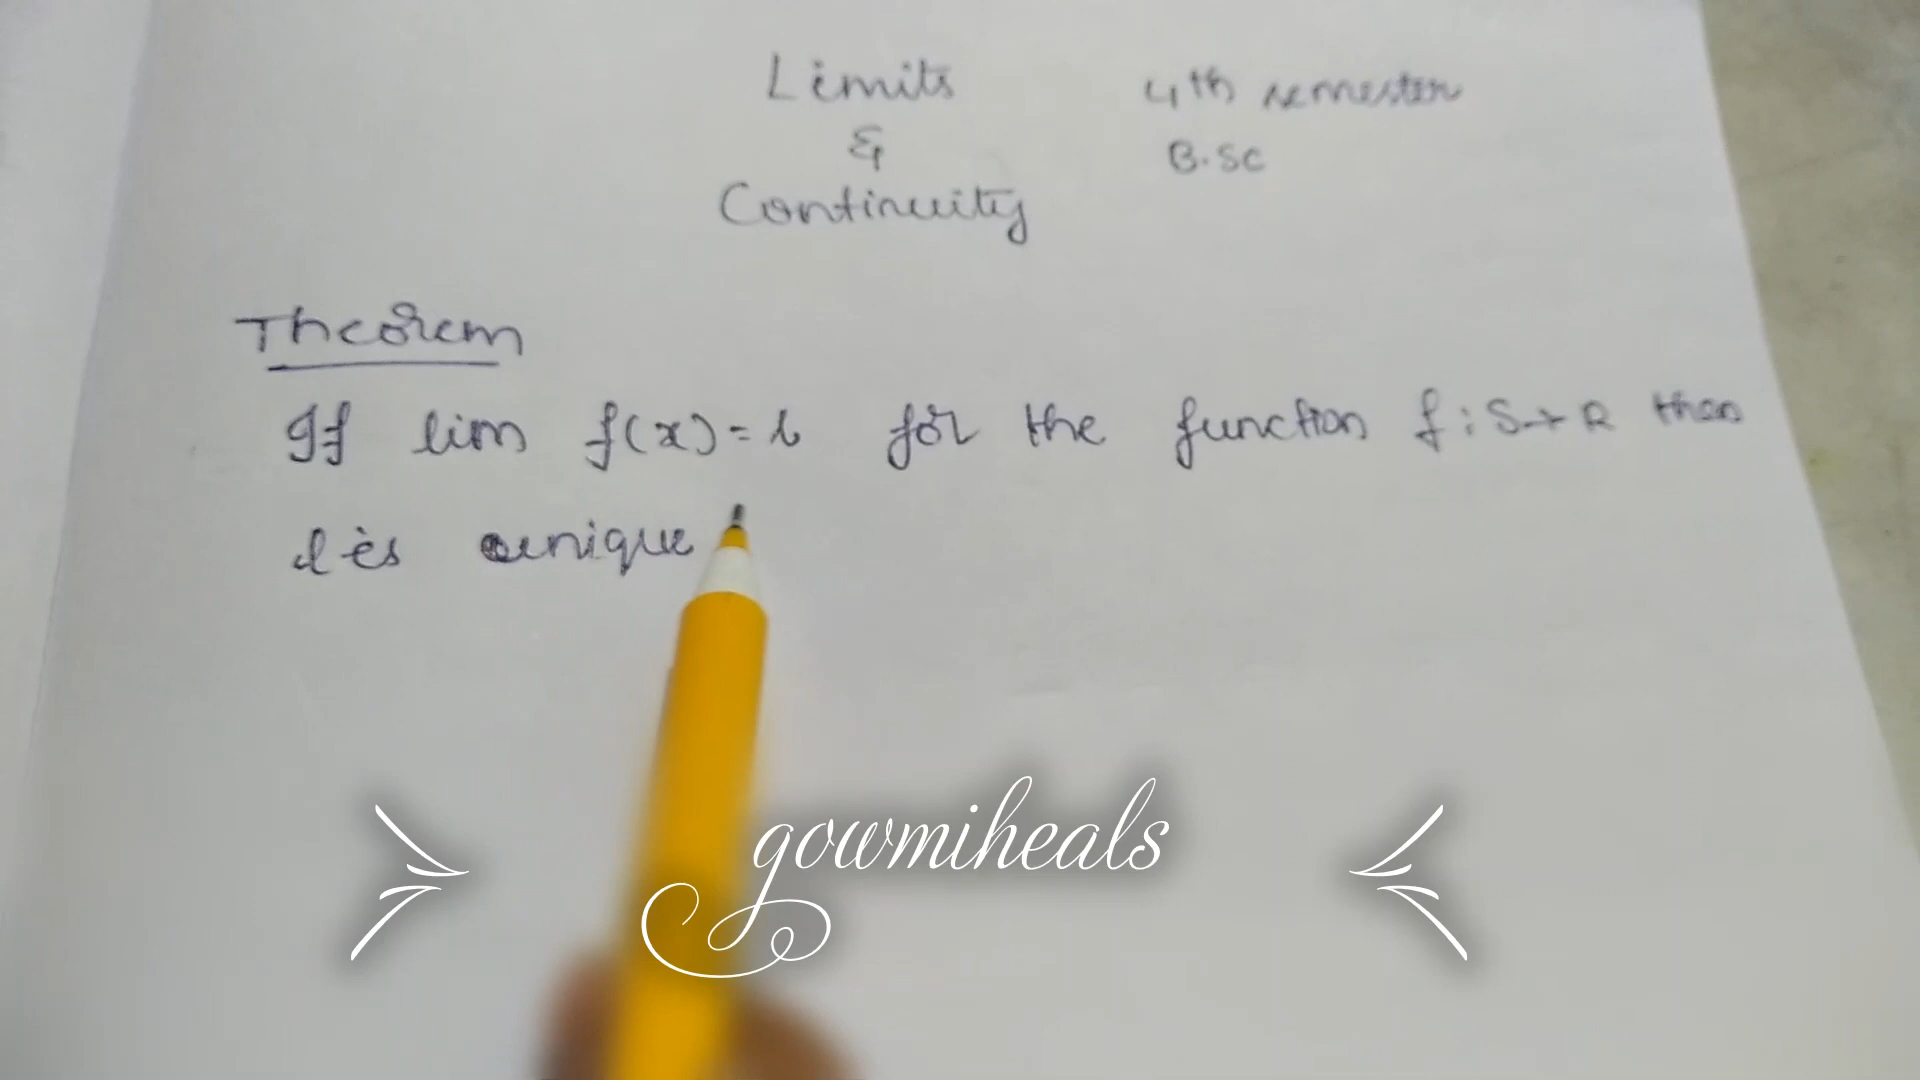 Limits
&
Continuity
4th semester
B.Sc
Theorem
If lim f(x)=l for the function f:S→R then
l is unique
gowmiheals